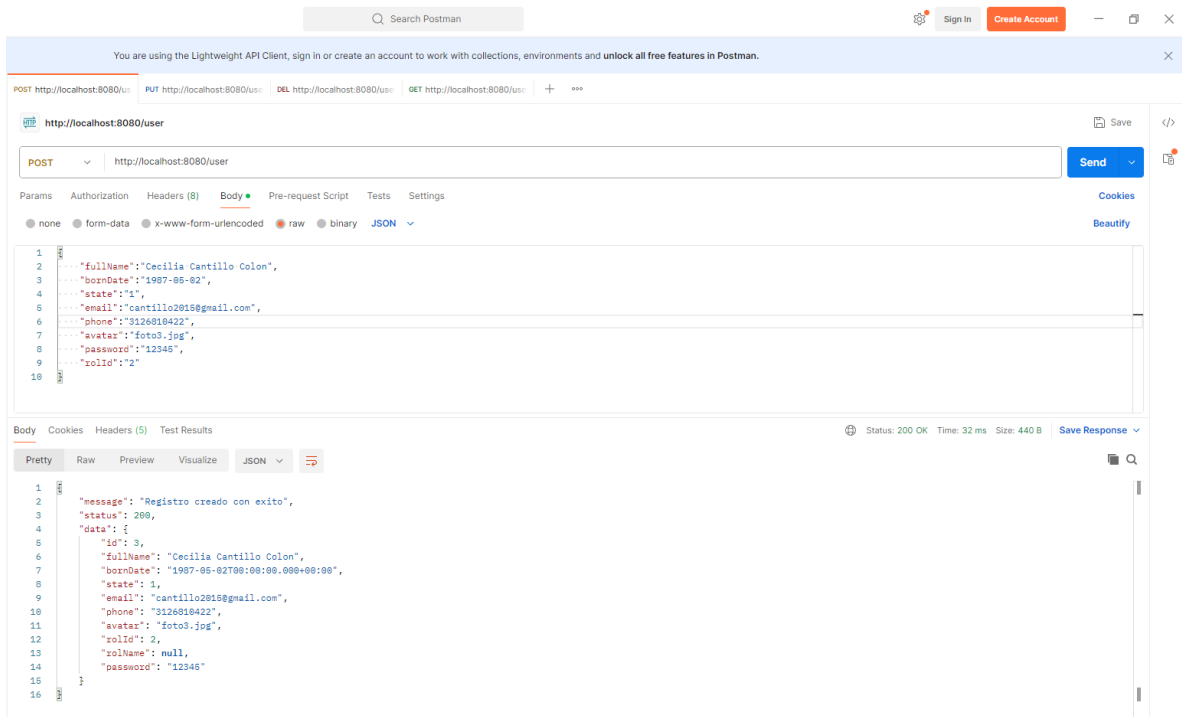 Search Postman
Sign In
Create Account
You are using the Lightweight API Client, sign in or create an account to work with collections, environments and unlock all free features in Postman.
POST http://localhost:8080/us
PUT http://localhost:8080/use
DEL http://localhost:8080/use
GET http://localhost:8080/use
HTTP http://localhost:8080/user
Save
POST http://localhost:8080/user
Send
Params Authorization Headers (8) Body Pre-request Script Tests Settings
Cookies
none form-data x-www-form-urlencoded raw binary JSON
Beautify
1 {
2 "fullName":"Cecilia Cantillo Colon",
3 "bornDate":"1987-05-02",
4 "state":"1",
5 "email":"cantillo2015@gmail.com",
6 "phone":"3126810422",
7 "avatar":"foto3.jpg",
8 "password":"12345",
9 "rolId":"2"
10 }
Body Cookies Headers (5) Test Results
Status: 200 OK Time: 32 ms Size: 440 B Save Response
Pretty Raw Preview Visualize JSON
1 {
2 "message": "Registro creado con exito",
3 "status": 200,
4 "data": {
5 "id": 3,
6 "fullName": "Cecilia Cantillo Colon",
7 "bornDate": "1987-05-02T00:00:00.000+00:00",
8 "state": 1,
9 "email": "cantillo2015@gmail.com",
10 "phone": "3126810422",
11 "avatar": "foto3.jpg",
12 "rolId": 2,
13 "rolName": null,
14 "password": "12345"
15 }
16 }